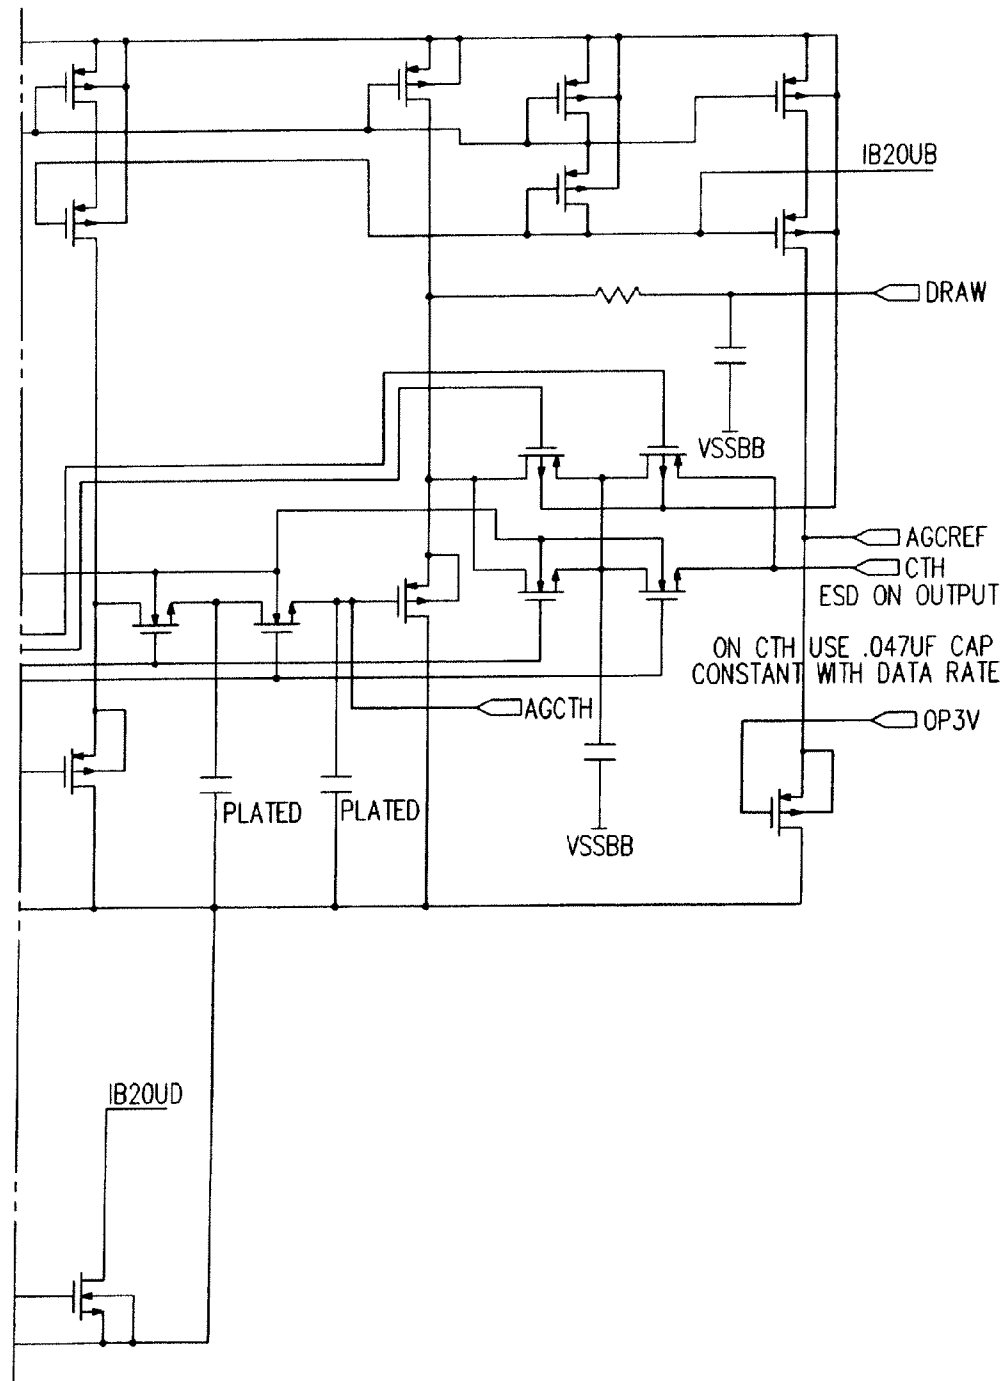 IB20UB
DRAW
VSSBB
AGCREF
CTH
ESD ON OUTPUT
ON CTH USE .047UF CAP
CONSTANT WITH DATA RATE
AGCTH
OP3V
PLATED
PLATED
VSSBB
IB20UD